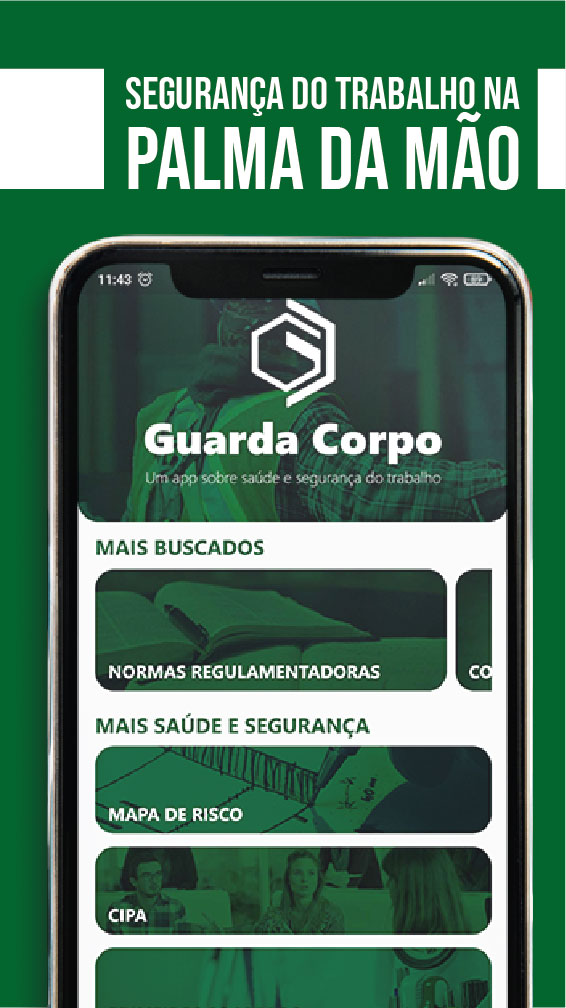 SEGURANÇA DO TRABALHO NA
PALMA DA MÃO
11:43
Guarda Corpo
Um app sobre saúde e segurança do trabalho
MAIS BUSCADOS
NORMAS REGULAMENTADORAS
CO
MAIS SAÚDE E SEGURANÇA
MAPA DE RISCO
CIPA